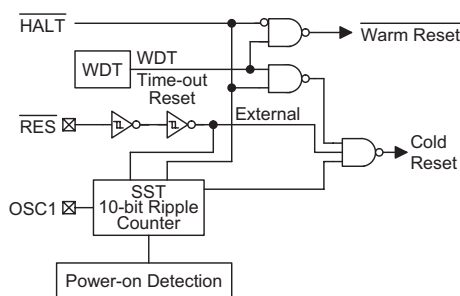 HALT
WDT
WDT
Time-out
Reset
Warm Reset
RES
External
Cold
Reset
OSC1
SST
10-bit Ripple
Counter
Power-on Detection